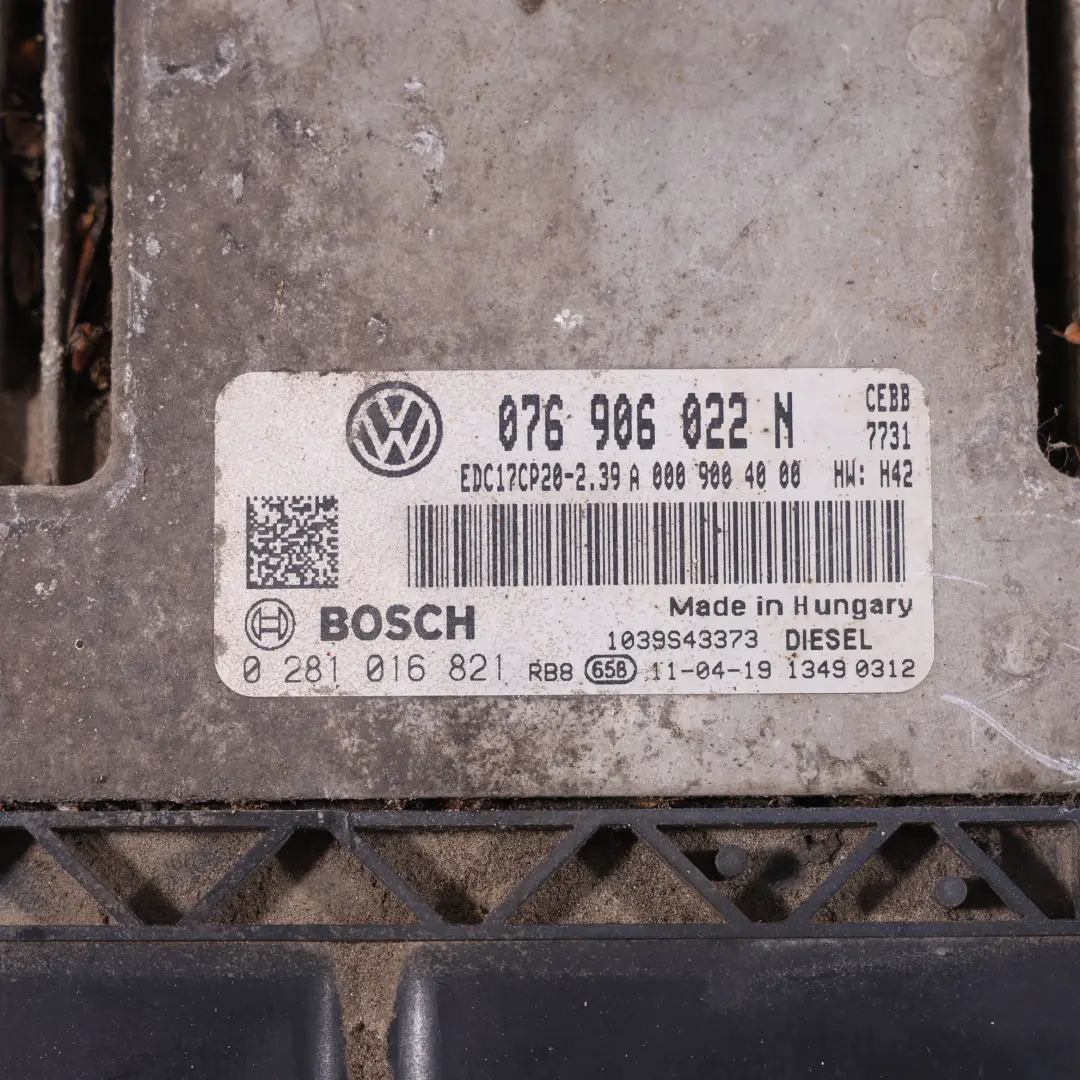 076 906 022 N CEBB
7731
EDC17CP20-2.39 A 000 900 40 00 HW: H42
Made in Hungary
BOSCH
1039S43373 DIESEL
0 281 016 821 RB8 658 11-04-19 1349 0312